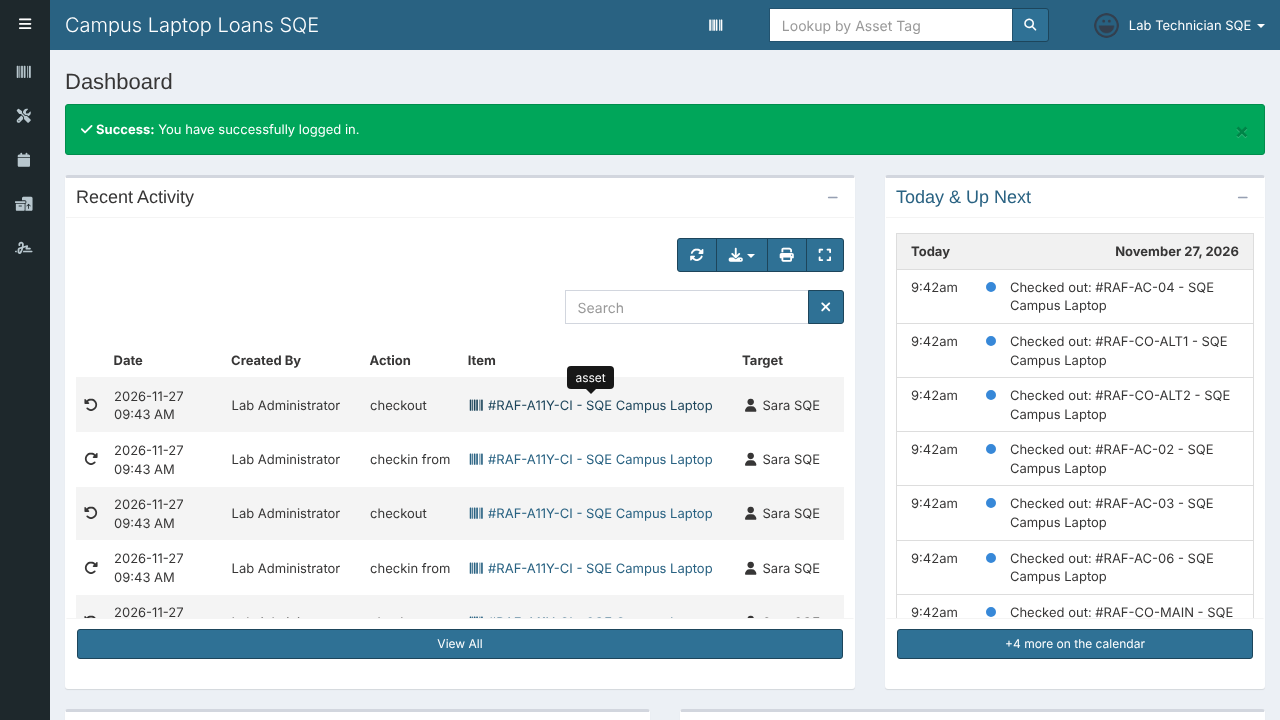 Campus Laptop Loans SQE
Lookup by Asset Tag
Lab Technician SQE
Dashboard
Success: You have successfully logged in.
×
Recent Activity
Search
Date Created By Action Item Target
asset
2026-11-27
09:43 AM
Lab Administrator checkout #RAF-A11Y-CI - SQE Campus Laptop Sara SQE
2026-11-27
09:43 AM
Lab Administrator checkin from #RAF-A11Y-CI - SQE Campus Laptop Sara SQE
2026-11-27
09:43 AM
Lab Administrator checkout #RAF-A11Y-CI - SQE Campus Laptop Sara SQE
2026-11-27
09:43 AM
Lab Administrator checkin from #RAF-A11Y-CI - SQE Campus Laptop Sara SQE
2026-11-27
View All
Today & Up Next
Today November 27, 2026
9:42am Checked out: #RAF-AC-04 - SQE
Campus Laptop
9:42am Checked out: #RAF-CO-ALT1 - SQE
Campus Laptop
9:42am Checked out: #RAF-CO-ALT2 - SQE
Campus Laptop
9:42am Checked out: #RAF-AC-02 - SQE
Campus Laptop
9:42am Checked out: #RAF-AC-03 - SQE
Campus Laptop
9:42am Checked out: #RAF-AC-06 - SQE
Campus Laptop
9:42am Checked out: #RAF-CO-MAIN - SQE
+4 more on the calendar